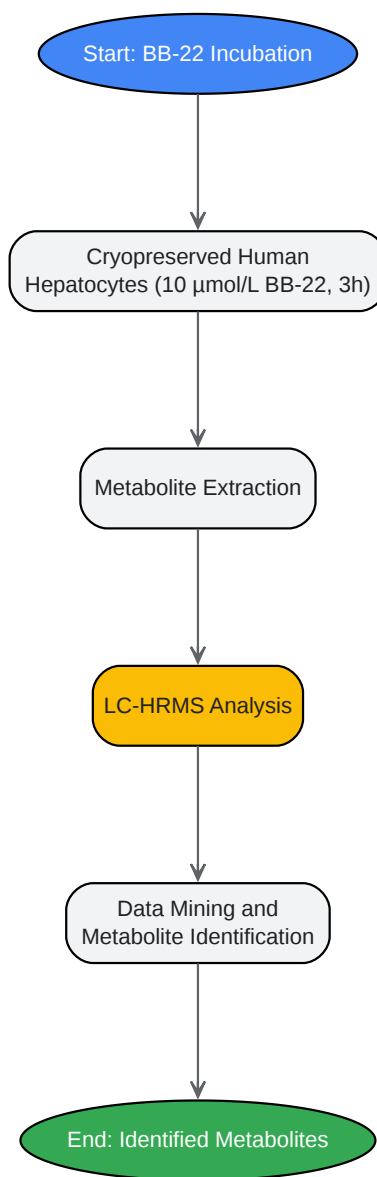 Start: BB-22 Incubation
Cryopreserved Human
Hepatocytes (10 µmol/L BB-22, 3h)
Metabolite Extraction
LC-HRMS Analysis
Data Mining and
Metabolite Identification
End: Identified Metabolites